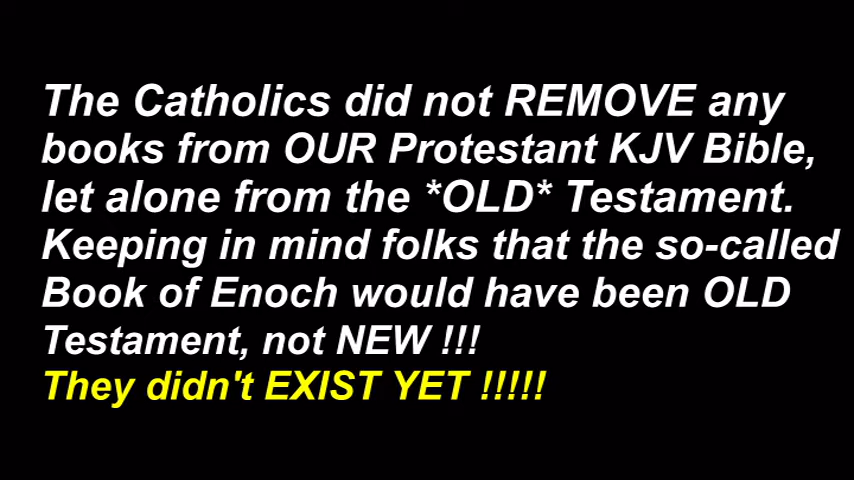 The Catholics did not REMOVE any
books from OUR Protestant KJV Bible,
let alone from the *OLD* Testament.
Keeping in mind folks that the so-called
Book of Enoch would have been OLD
Testament, not NEW !!!
They didn't EXIST YET !!!!!